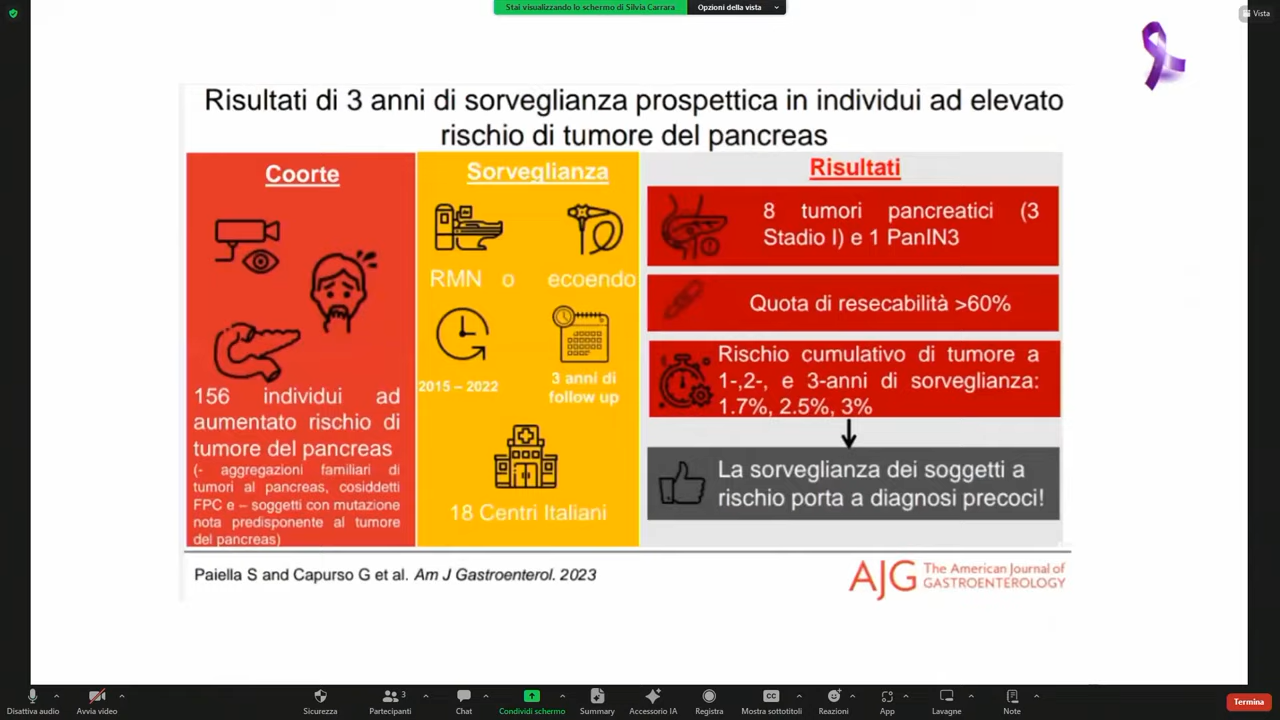 Stai visualizzando lo schermo di Silvia Carrara
Opzioni della vista
Vista
Risultati di 3 anni di sorveglianza prospettica in individui ad elevato
rischio di tumore del pancreas
Coorte
156 individui ad
aumentato rischio di
tumore del pancreas
(- aggregazioni familiari di
tumori al pancreas, cosiddetti
FPC e – soggetti con mutazione
nota predisponente al tumore
del pancreas)
Sorveglianza
RMN o ecoendo
2015 – 2022
3 anni di
follow up
18 Centri Italiani
Risultati
8 tumori pancreatici (3
Stadio I) e 1 PanIN3
Quota di resecabilità >60%
Rischio cumulativo di tumore a
1-,2-, e 3-anni di sorveglianza:
1.7%, 2.5%, 3%
La sorveglianza dei soggetti a
rischio porta a diagnosi precoci!
Paiella S and Capurso G et al. Am J Gastroenterol. 2023
AJG The American Journal of
GASTROENTEROLOGY
Disattiva audio
Avvia video
Sicurezza
3
Partecipanti
Chat
Condividi schermo
Summary
Accessorio IA
Registra
CC
Mostra sottotitoli
Reazioni
App
Lavagne
Note
Termina